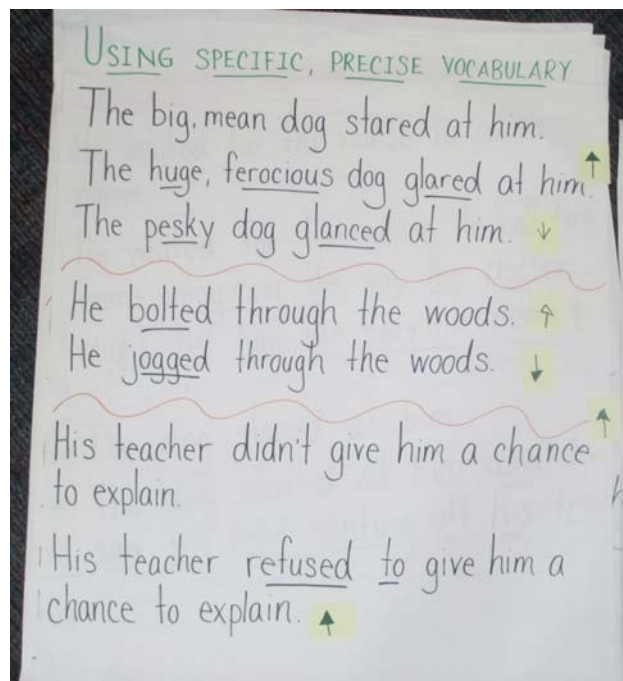 USING SPECIFIC, PRECISE VOCABULARY
The big, mean dog stared at him.
The huge, ferocious dog glared at him. ↑
The pesky dog glanced at him. ↓
He bolted through the woods. ↑
He jogged through the woods. ↓
His teacher didn't give him a chance ↑
to explain.
His teacher refused to give him a
chance to explain. ↑